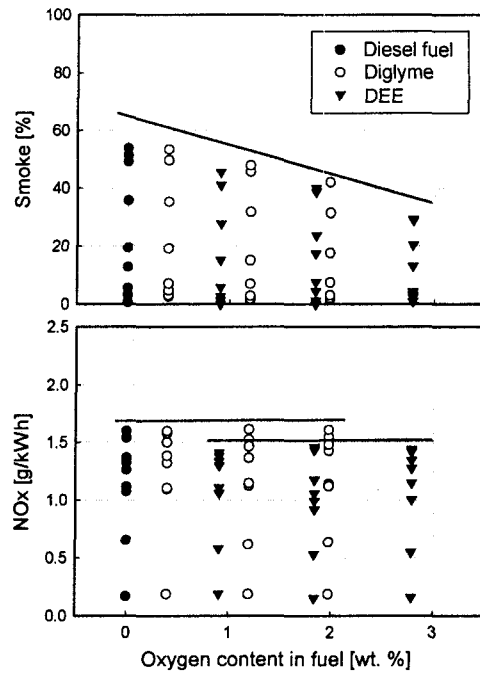 100
80
60
40
20
0
Smoke [%]
Diesel fuel
Diglyme
DEE
2.5
2.0
1.5
1.0
0.5
0.0
NOx [g/kWh]
0 1 2 3
Oxygen content in fuel [wt. %]